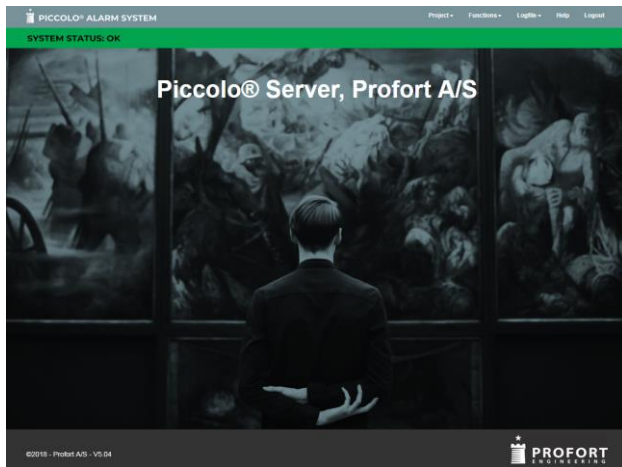 PICCOLO® ALARM SYSTEM
Project Functions Logfile Help Logout
SYSTEM STATUS: OK
Piccolo® Server, Profort A/S
©2018 - Profort A/S - V5.04
PROFORT
ENGINEERING